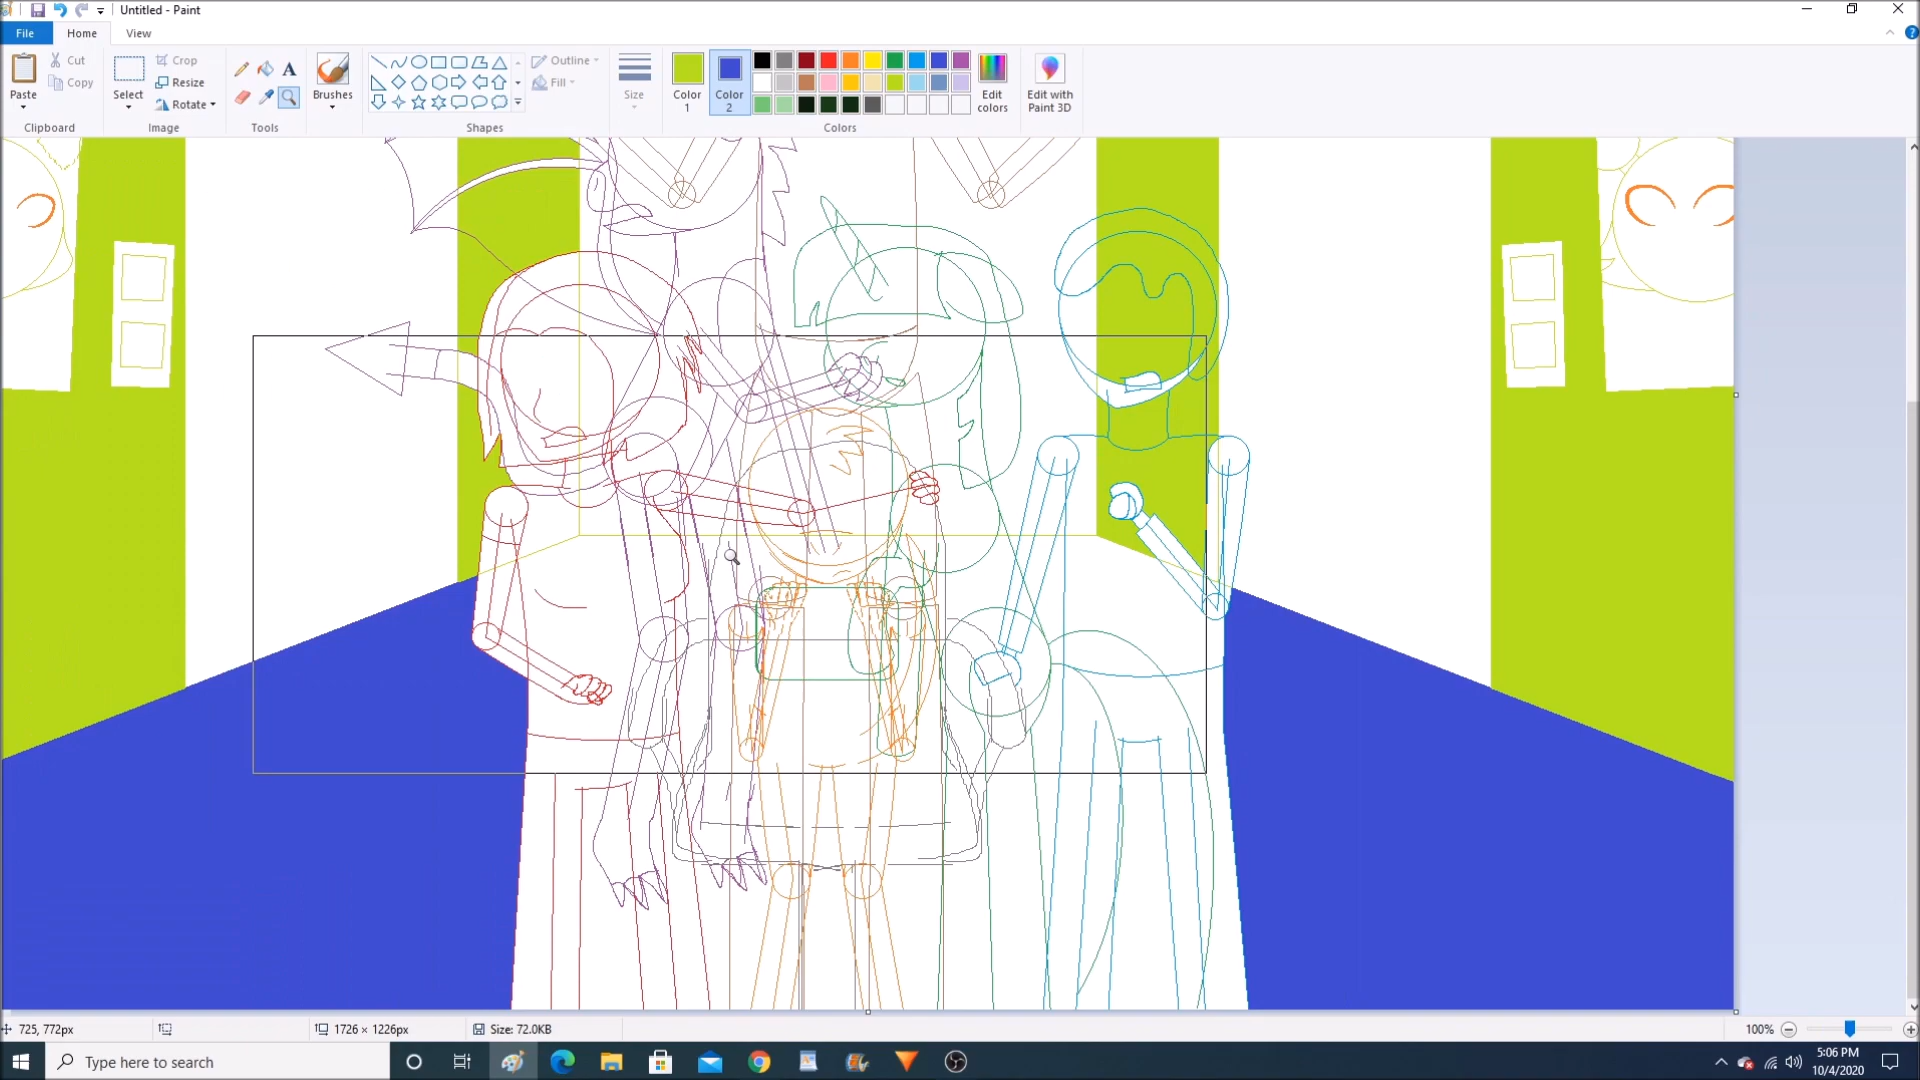 Untitled - Paint
File
Home
View
Paste
Cut
Copy
Clipboard
Select
Crop
Resize
Rotate
Image
A
Tools
Brushes
Outline
Fill
Shapes
Size
Color 1
Color 2
Edit colors
Colors
Edit with Paint 3D
725, 772px
1726 × 1226px
Size: 72.0KB
100%
Type here to search
5:06 PM
10/4/2020